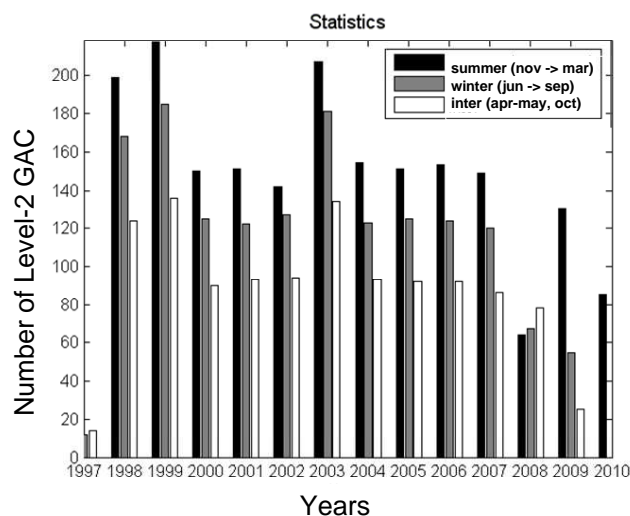 Statistics
summer (nov -> mar)
winter (jun -> sep)
inter (apr-may, oct)
Number of Level-2 GAC
200
180
160
140
120
100
80
60
40
20
0
1997 1998 1999 2000 2001 2002 2003 2004 2005 2006 2007 2008 2009 2010
Years